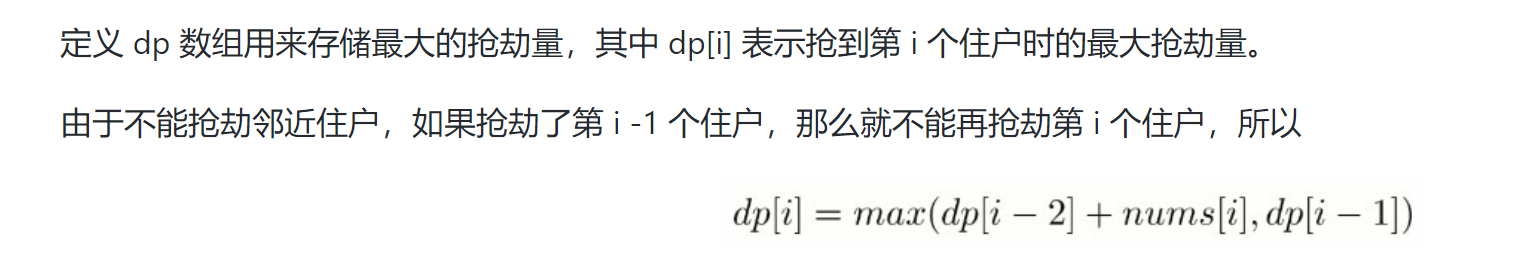 定义 dp 数组用来存储最大的抢劫量，其中 dp[i] 表示抢到第 i 个住户时的最大抢劫量。
由于不能抢劫邻近住户，如果抢劫了第 i -1 个住户，那么就不能再抢劫第 i 个住户，所以
dp[i] = max(dp[i − 2] + nums[i], dp[i − 1])